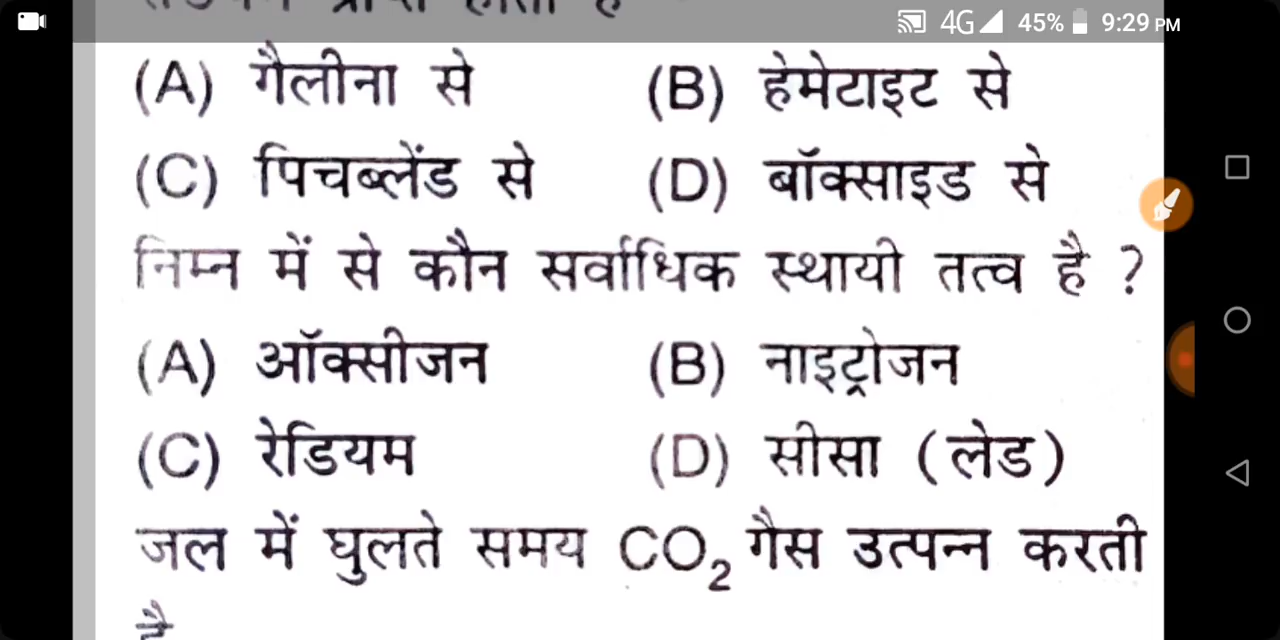 4G 45% 9:29 PM
प्राप्त होता है
(A) गैलीना से (B) हेमेटाइट से
(C) पिचब्लेंड से (D) बॉक्साइड से
निम्न में से कौन सर्वाधिक स्थायी तत्व है ?
(A) ऑक्सीजन (B) नाइट्रोजन
(C) रेडियम (D) सीसा (लेड)
जल में घुलते समय CO₂ गैस उत्पन्न करती
है